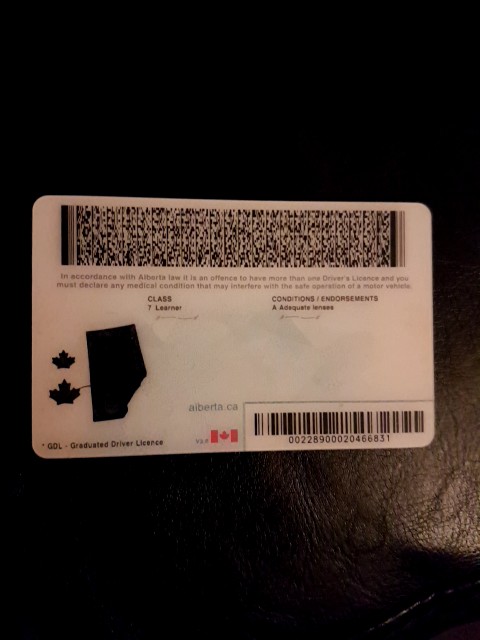 In accordance with Alberta law it is an offence to have more than one Driver's Licence and you
must declare any medical condition that may interfere with the safe operation of a motor vehicle.
CLASS
7 Learner
CONDITIONS / ENDORSEMENTS
A Adequate lenses
alberta.ca
* GDL - Graduated Driver Licence
00228900020466831